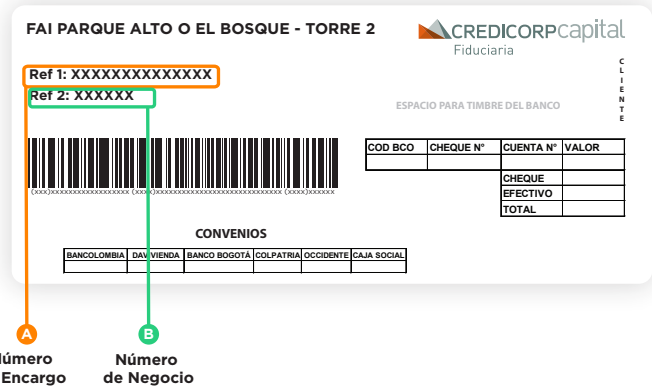 FAI PARQUE ALTO O EL BOSQUE - TORRE 2
CREDICORPcapital
Fiduciaria
Ref 1: XXXXXXXXXXXXXX
Ref 2: XXXXXX
CLIENTE
ESPACIO PARA TIMBRE DEL BANCO
COD BCO CHEQUE N° CUENTA N° VALOR
CHEQUE
EFECTIVO
TOTAL
CONVENIOS
BANCOLOMBIA DAVIVIENDA BANCO BOGOTÁ COLPATRIA OCCIDENTE CAJA SOCIAL
A B
Número
Encargo
Número
de Negocio